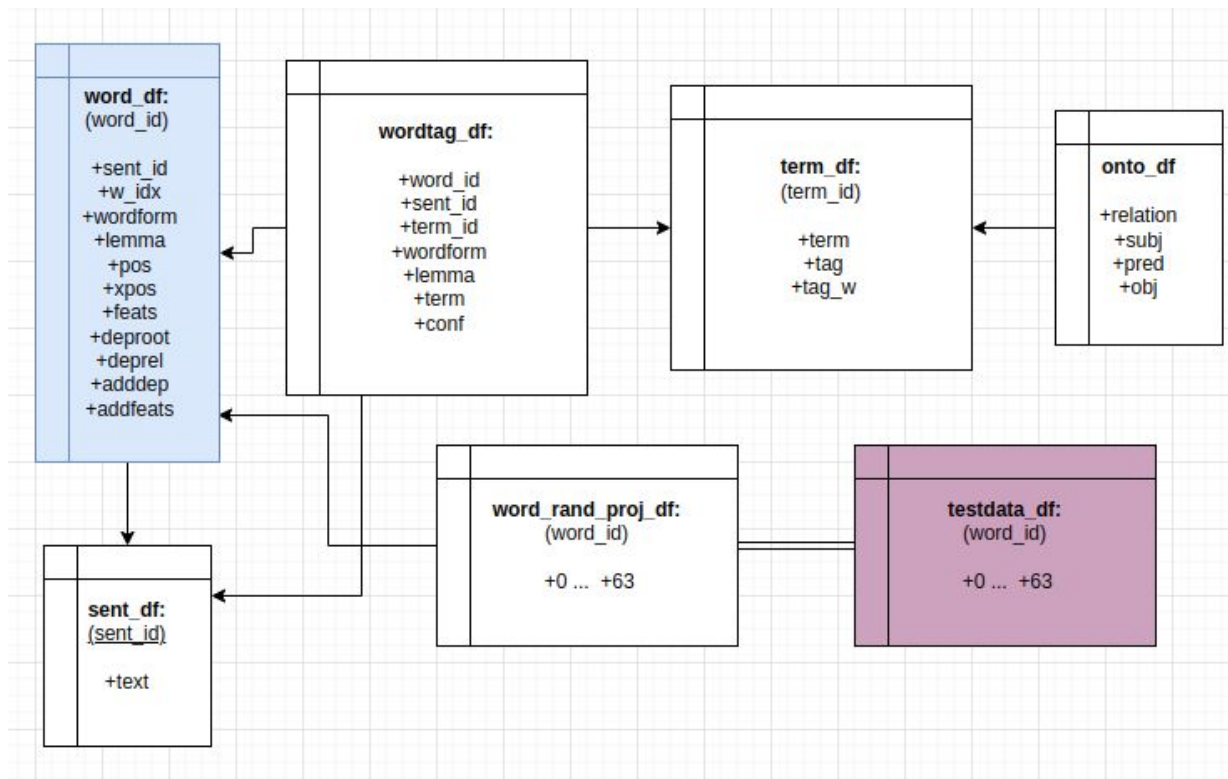 word_df:
(word_id)
+sent_id
+w_idx
+wordform
+lemma
+pos
+xpos
+feats
+deproot
+deprel
+adddep
+addfeats
wordtag_df:
+word_id
+sent_id
+term_id
+wordform
+lemma
+term
+conf
term_df:
(term_id)
+term
+tag
+tag_w
onto_df
+relation
+subj
+pred
+obj
word_rand_proj_df:
(word_id)
+0 ... +63
testdata_df:
(word_id)
+0 ... +63
sent_df:
(sent_id)
+text